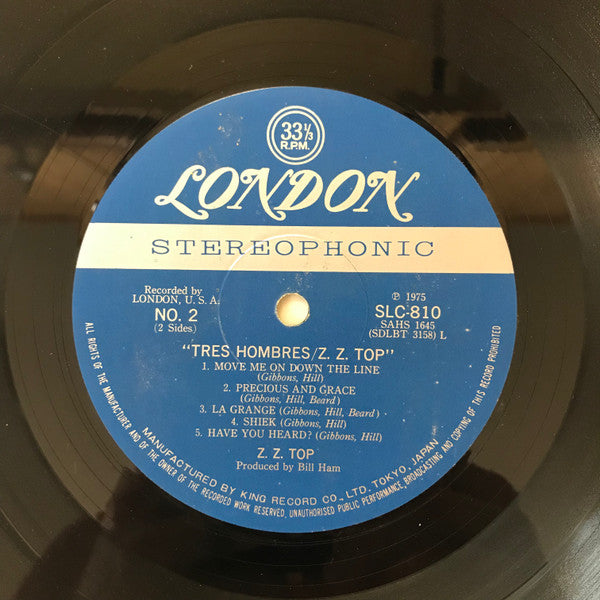 33 1/3
R.P.M.
LONDON
STEREOPHONIC
Recorded by
LONDON, U. S. A.
NO. 2
(2 Sides)
Ⓟ 1975
SLC-810
SAHS 1645
(SDLBT 3158) L
"TRES HOMBRES/Z. Z. TOP"
1. MOVE ME ON DOWN THE LINE
(Gibbons, Hill)
2. PRECIOUS AND GRACE
(Gibbons, Hill, Beard)
3. LA GRANGE (Gibbons, Hill, Beard)
4. SHIEK (Gibbons, Hill)
5. HAVE YOU HEARD? (Gibbons, Hill)
Z. Z. TOP
Produced by Bill Ham
MANUFACTURED BY KING RECORD CO., LTD. TOKYO, JAPAN
ALL RIGHTS OF THE MANUFACTURER AND OF THE OWNER OF THE RECORDED WORK RESERVED, UNAUTHORISED PUBLIC PERFORMANCE, BROADCASTING AND COPYING OF THIS RECORD PROHIBITED